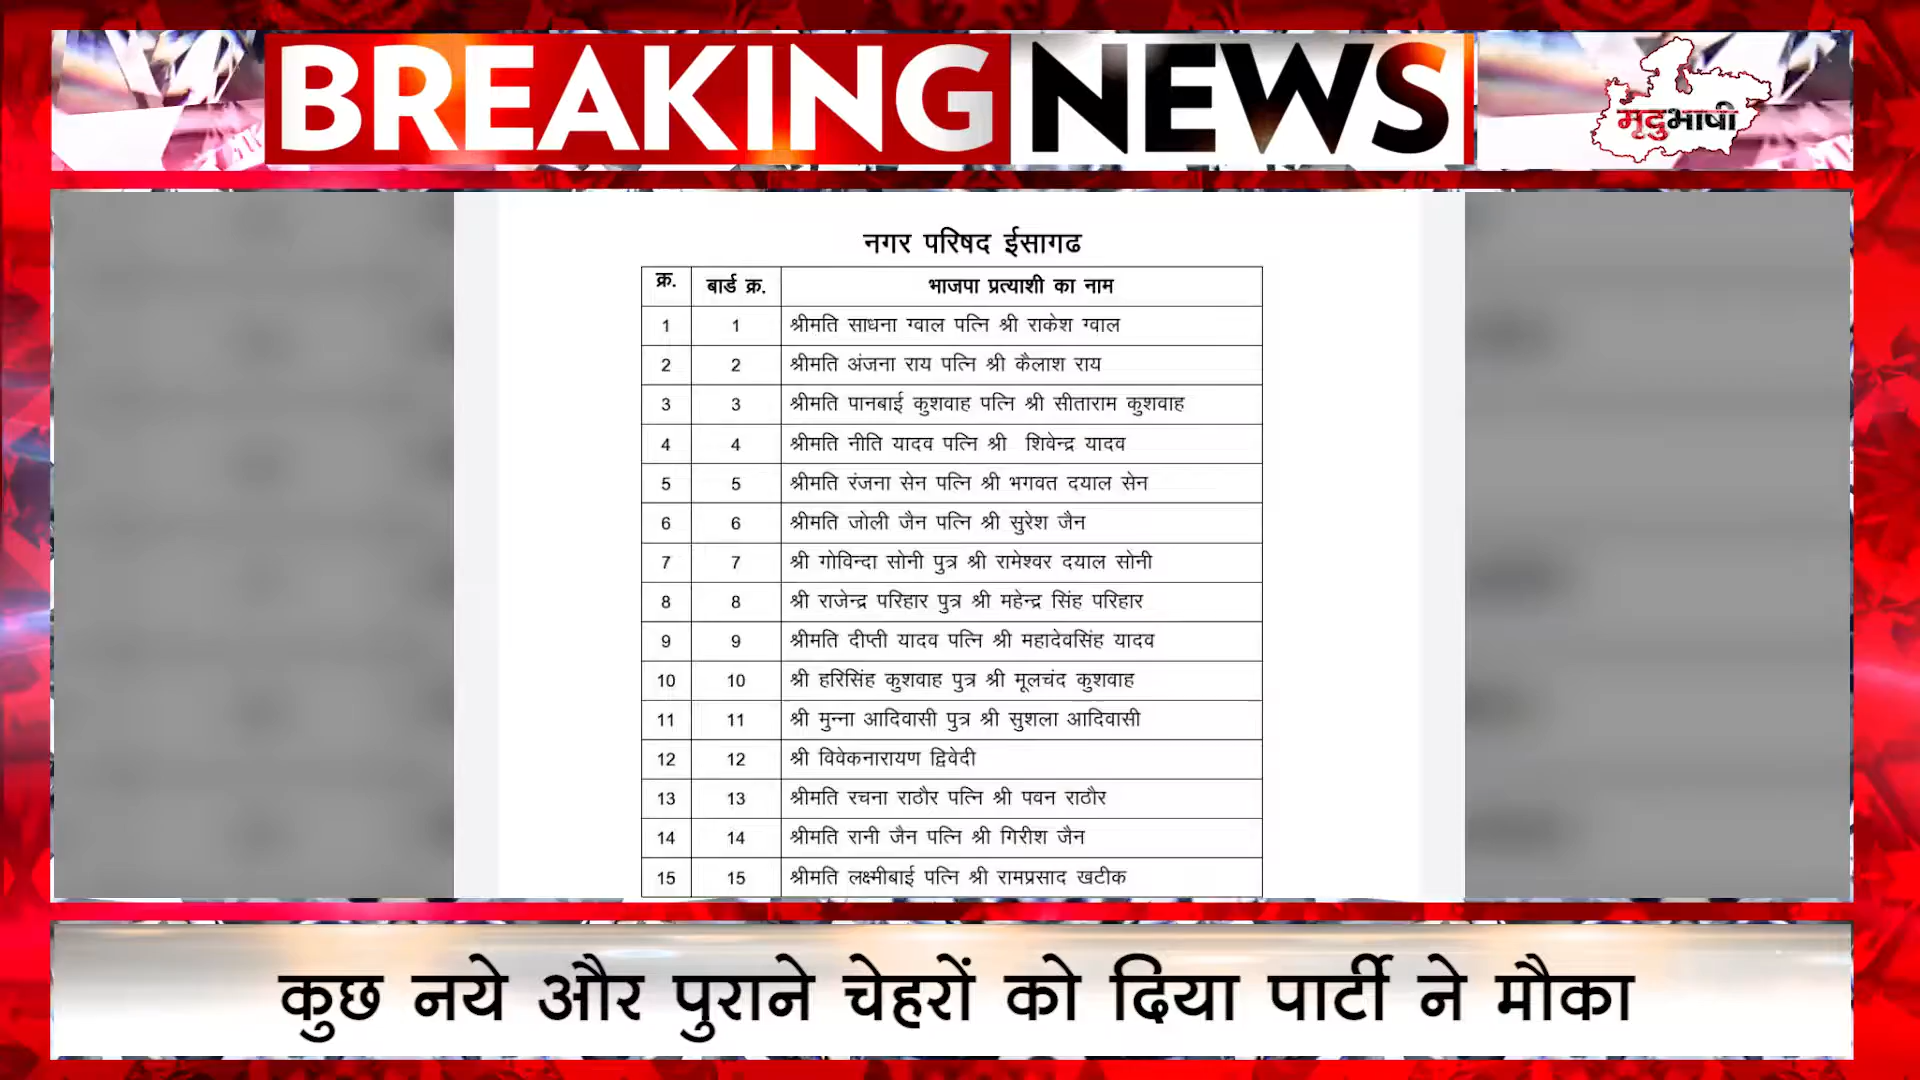 BREAKING NEWS
मृदुभाषी
नगर परिषद ईसागढ
क्र. बार्ड क्र. भाजपा प्रत्याशी का नाम
1 1 श्रीमति साधना ग्वाल पत्नि श्री राकेश ग्वाल
2 2 श्रीमति अंजना राय पत्नि श्री कैलाश राय
3 3 श्रीमति पानबाई कुशवाह पत्नि श्री सीताराम कुशवाह
4 4 श्रीमति नीति यादव पत्नि श्री शिवेन्द्र यादव
5 5 श्रीमति रंजना सेन पत्नि श्री भगवत दयाल सेन
6 6 श्रीमति जोली जैन पत्नि श्री सुरेश जैन
7 7 श्री गोविन्दा सोनी पुत्र श्री रामेश्वर दयाल सोनी
8 8 श्री राजेन्द्र परिहार पुत्र श्री महेन्द्र सिंह परिहार
9 9 श्रीमति दीप्ती यादव पत्नि श्री महादेवसिंह यादव
10 10 श्री हरिसिंह कुशवाह पुत्र श्री मूलचंद कुशवाह
11 11 श्री मुन्ना आदिवासी पुत्र श्री सुशला आदिवासी
12 12 श्री विवेकनारायण द्विवेदी
13 13 श्रीमति रचना राठौर पत्नि श्री पवन राठौर
14 14 श्रीमति रानी जैन पत्नि श्री गिरीश जैन
15 15 श्रीमति लक्ष्मीबाई पत्नि श्री रामप्रसाद खटीक
कुछ नये और पुराने चेहरों को दिया पार्टी ने मौका